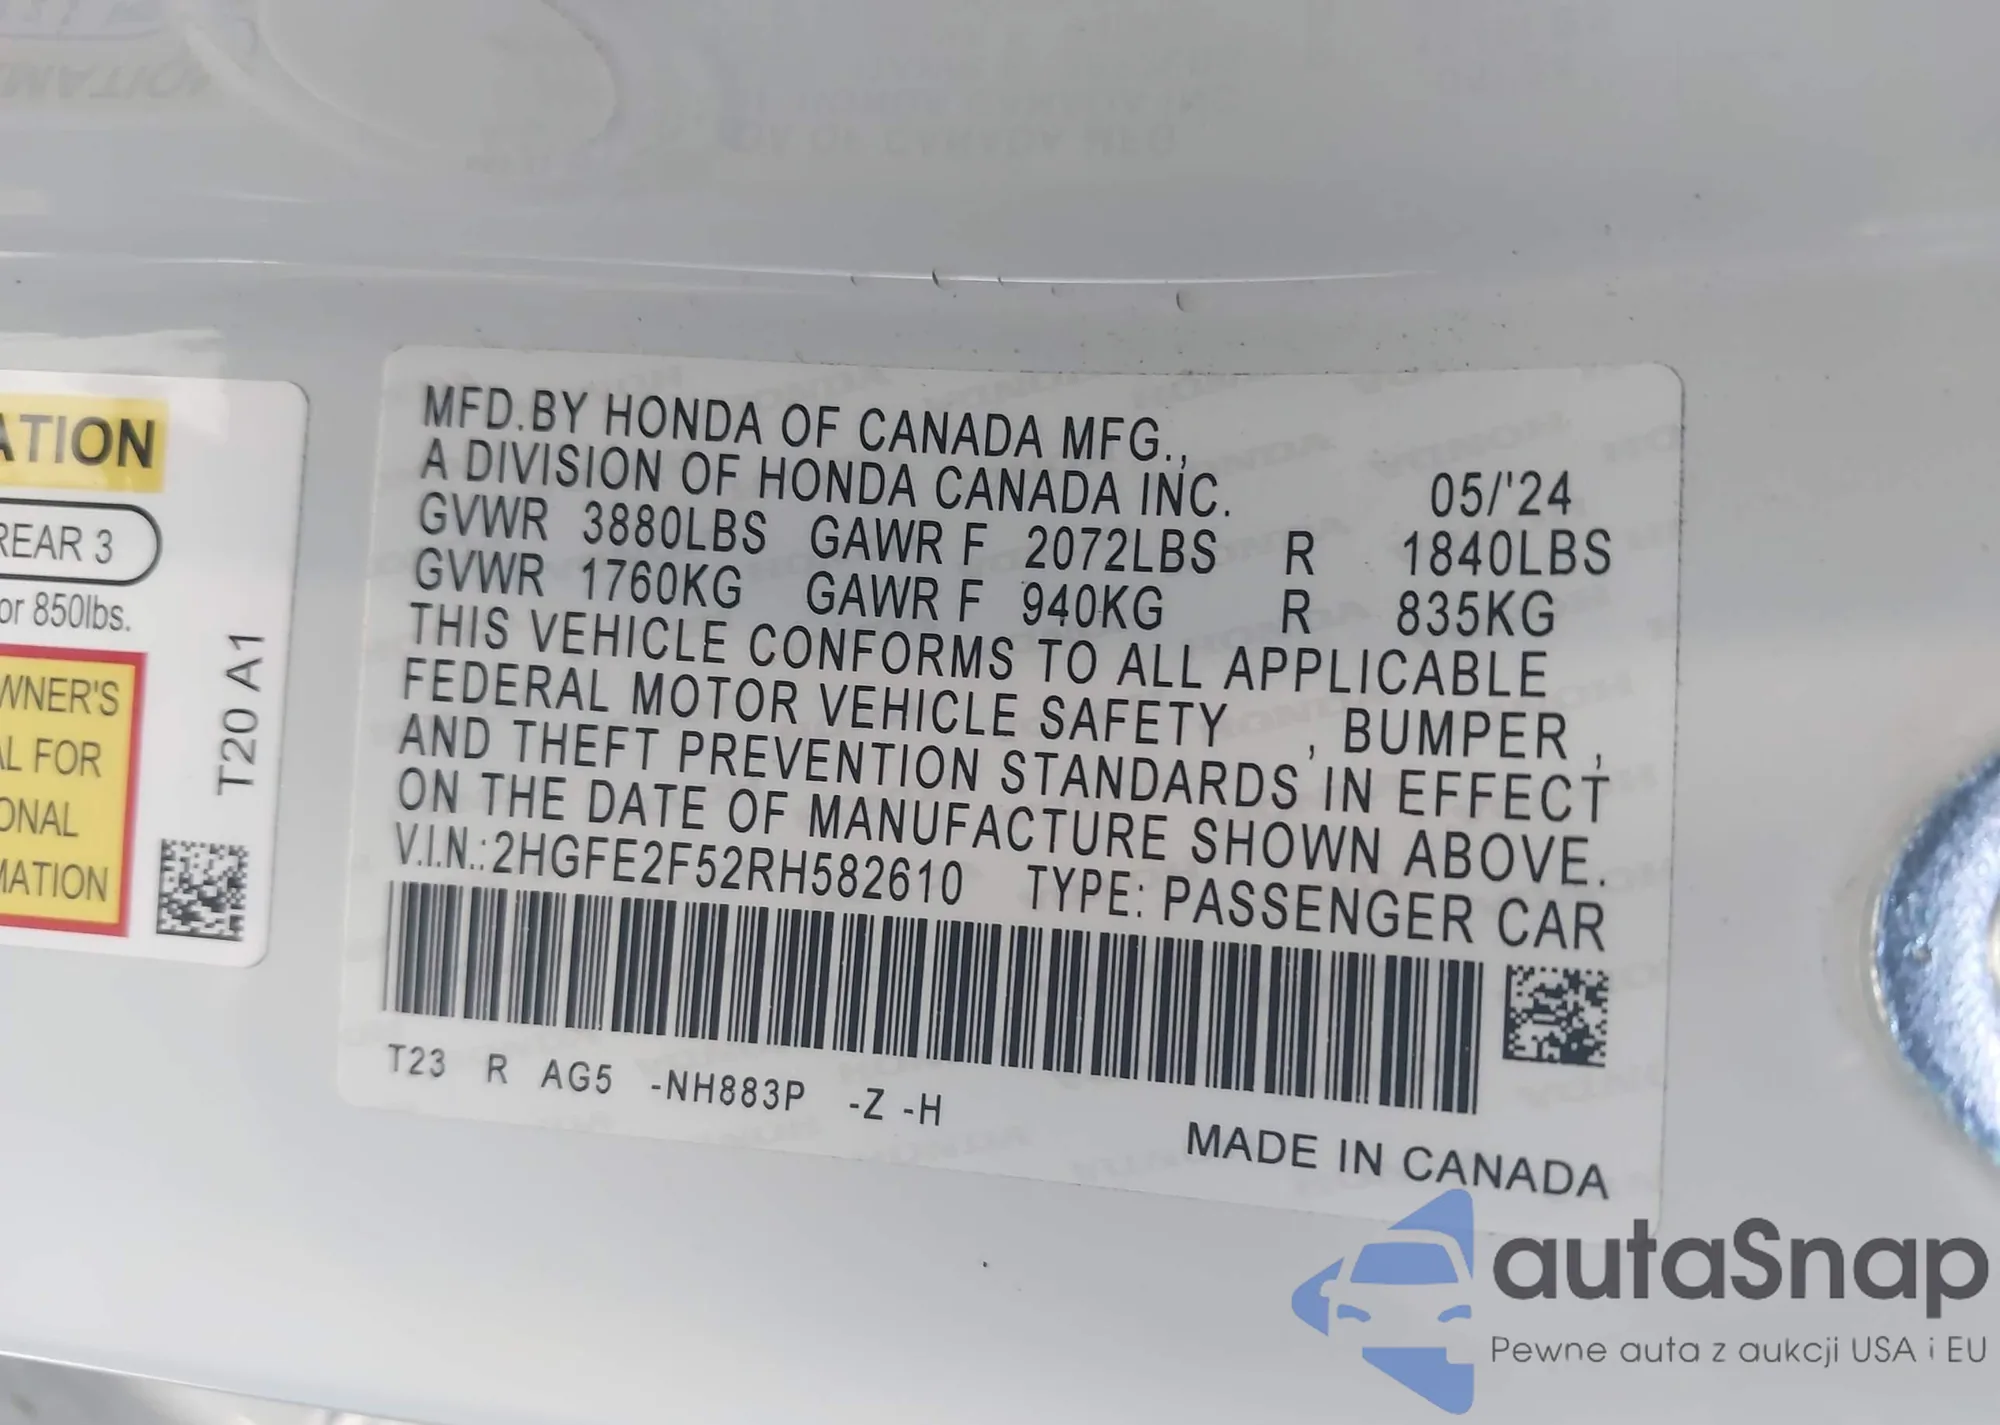 ATION
REAR 3
or 850lbs.
WNER'S
AL FOR
ONAL
MATION
T20 A1
MFD.BY HONDA OF CANADA MFG.,
A DIVISION OF HONDA CANADA INC. 05/'24
GVWR 3880LBS GAWR F 2072LBS R 1840LBS
GVWR 1760KG GAWR F 940KG R 835KG
THIS VEHICLE CONFORMS TO ALL APPLICABLE
FEDERAL MOTOR VEHICLE SAFETY , BUMPER ,
AND THEFT PREVENTION STANDARDS IN EFFECT
ON THE DATE OF MANUFACTURE SHOWN ABOVE.
V.I.N.:2HGFE2F52RH582610 TYPE: PASSENGER CAR
T23 R AG5 -NH883P -Z -H
MADE IN CANADA
autaSnap
Pewne auta z aukcji USA i EU